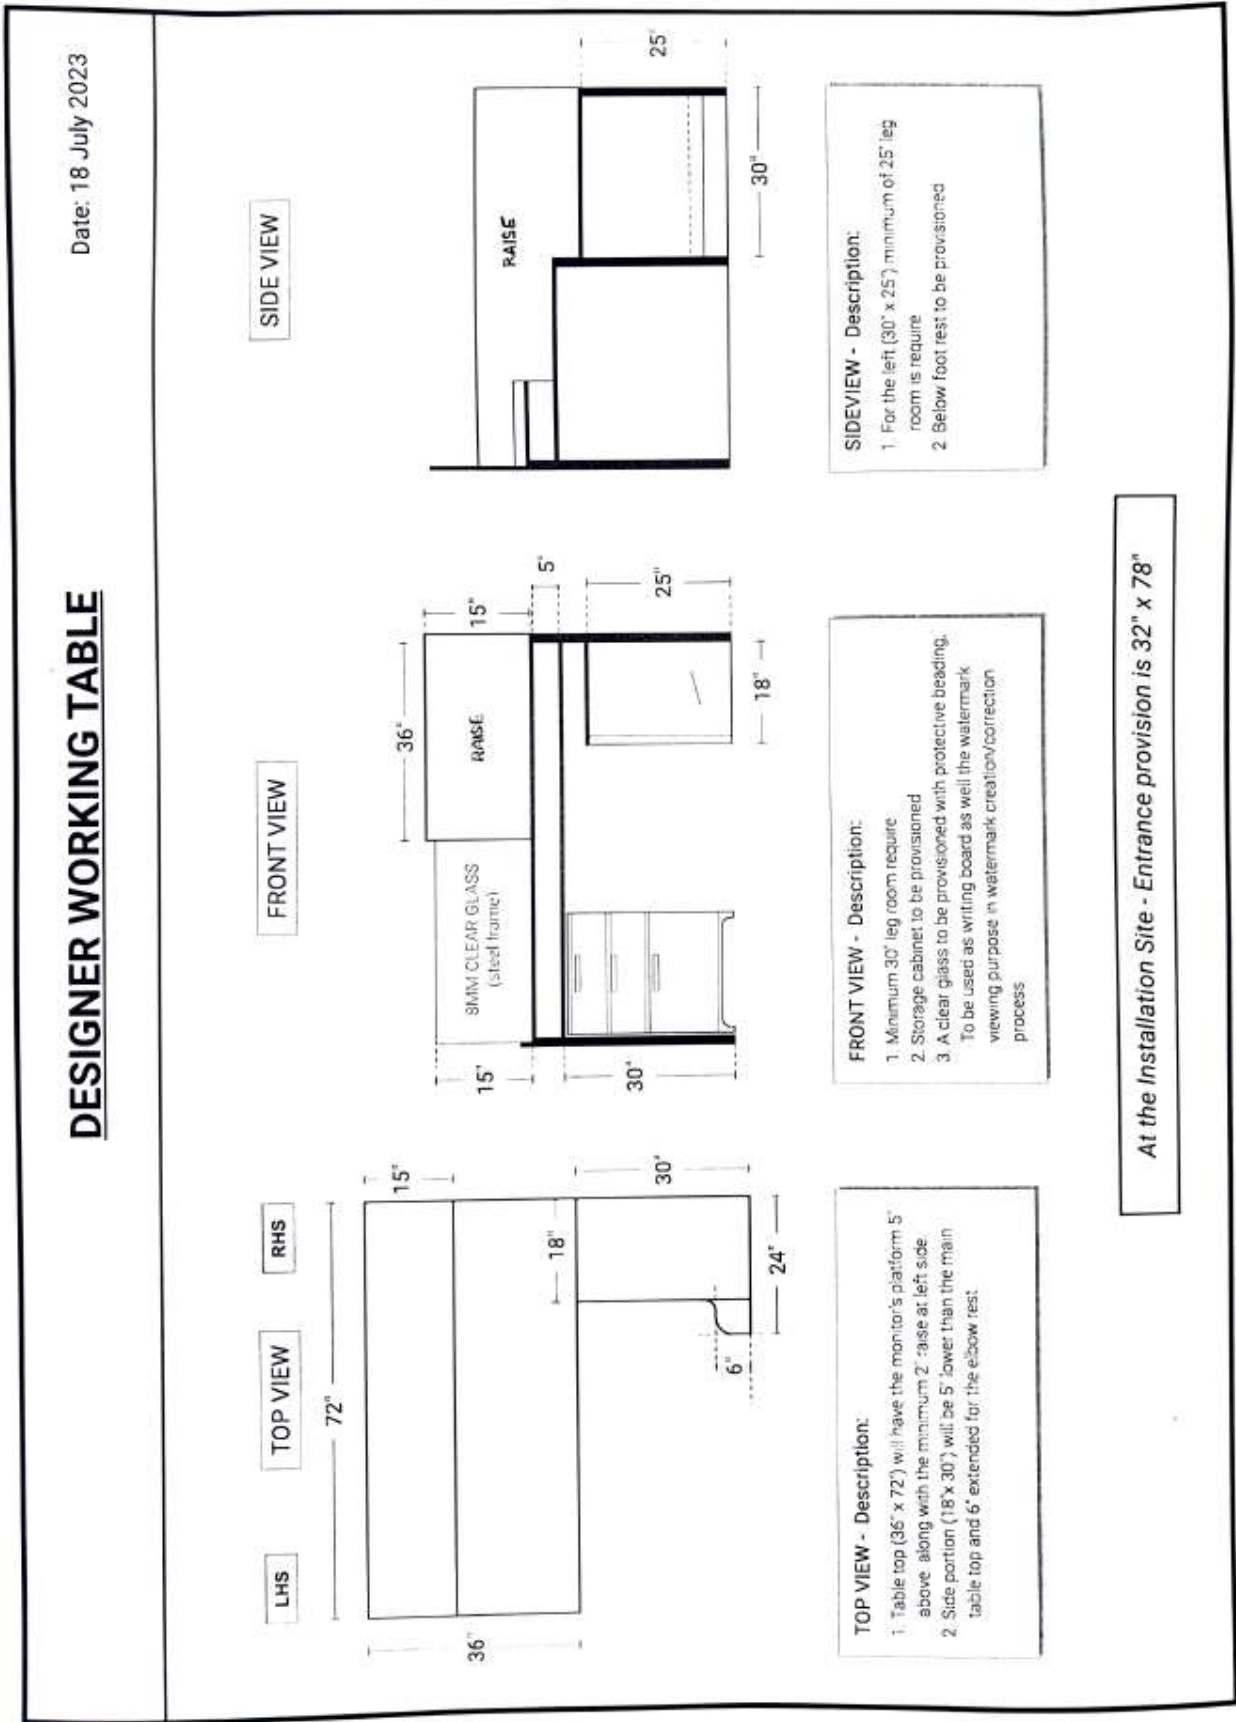 DESIGNER WORKING TABLE
Date: 18 July 2023
LHS
TOP VIEW
RHS
72"
36"
15"
18"
30"
6"
24"
TOP VIEW - Description:
1. Table top (36" x 72") will have the monitor's platform 5"
above along with the minimum 2" raise at left side
2. Side portion (18"x 30") will be 5" lower than the main
table top and 6" extended for the elbow rest
FRONT VIEW
36"
15"
8MM CLEAR GLASS
(steel frame)
RAISE
15"
5"
30"
25"
18"
FRONT VIEW - Description:
1. Minimum 30" leg room require
2. Storage cabinet to be provisioned
3. A clear glass to be provisioned with protective beading,
To be used as writing board as well the watermark
viewing purpose in watermark creation/correction
process
SIDE VIEW
RAISE
25"
30"
SIDEVIEW - Description:
1. For the left (30" x 25") minimum of 25" leg
room is require
2. Below foot rest to be provisioned
At the Installation Site - Entrance provision is 32" x 78"